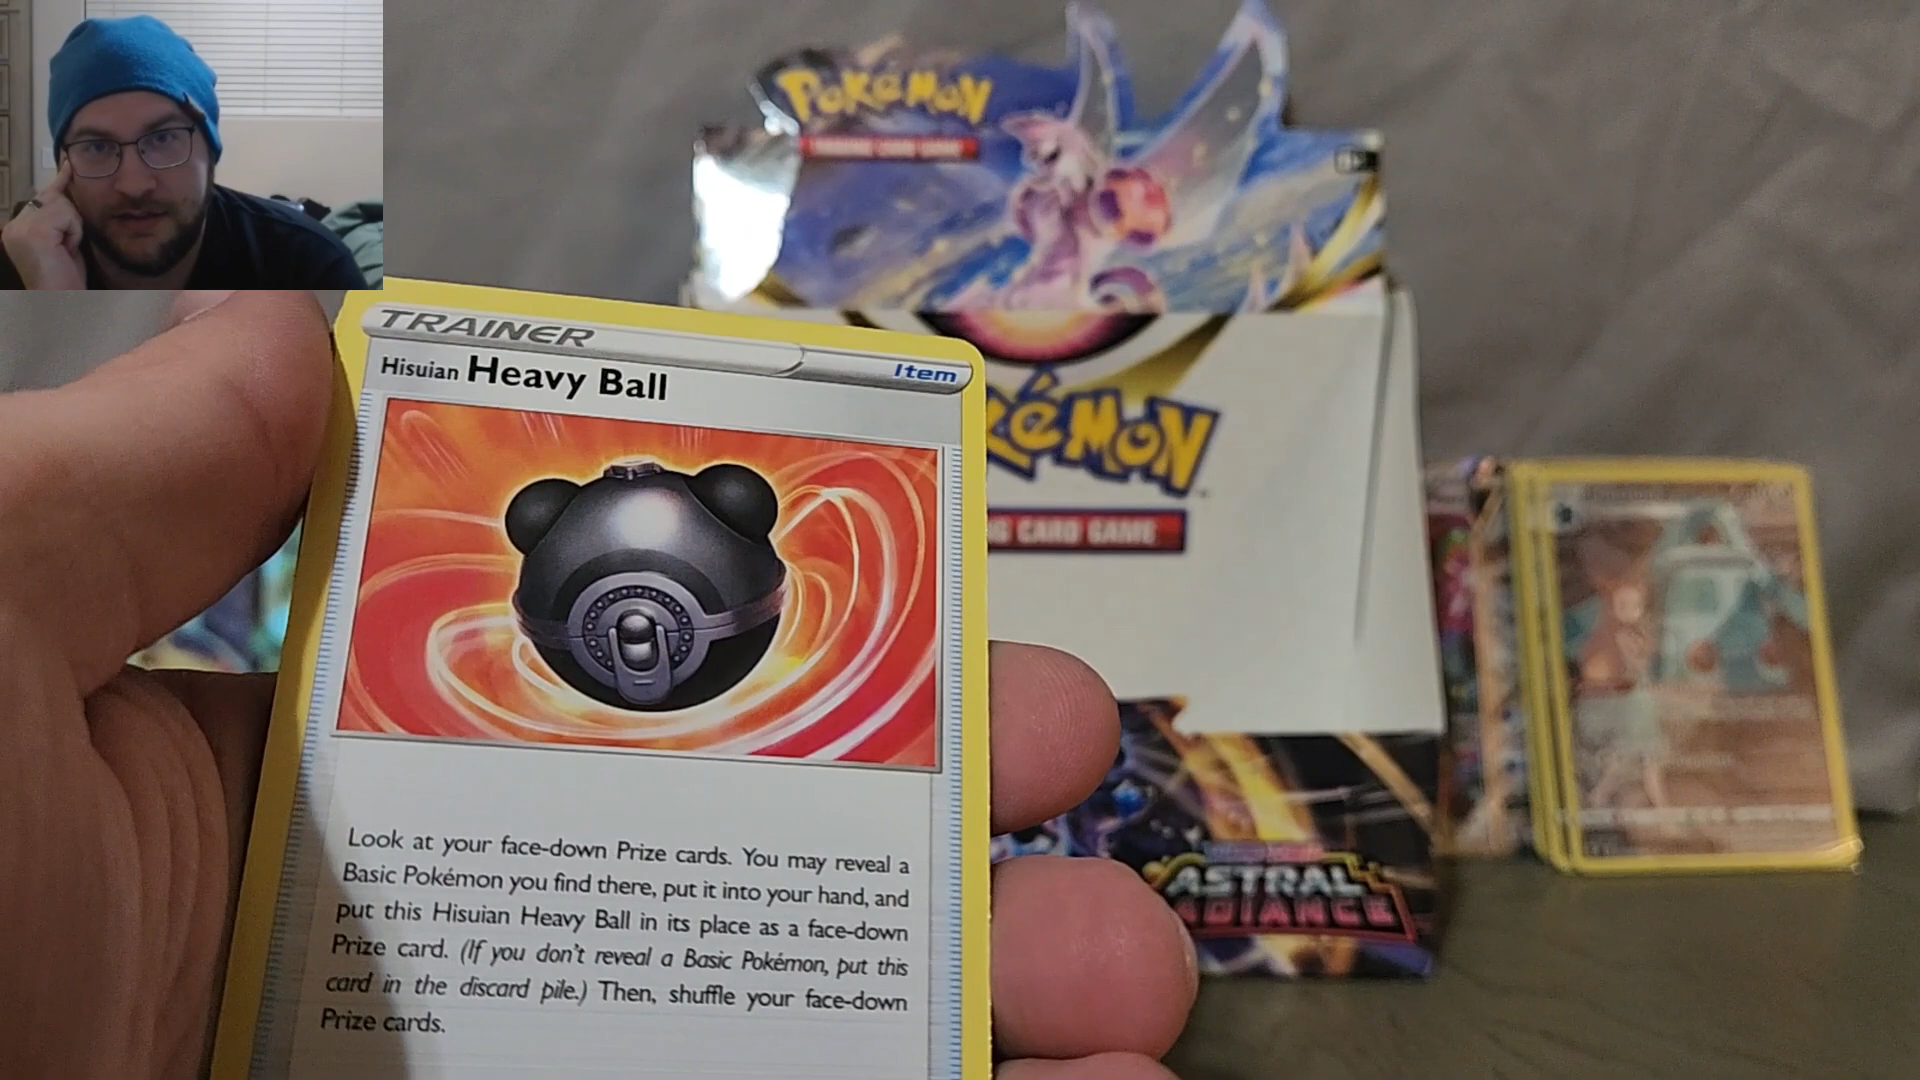 POKéMON
TRADING CARD GAME
TRAINER
Item
Hisuian Heavy Ball
KéMON
G CARD GAME
Look at your face-down Prize cards. You may reveal a
Basic Pokémon you find there, put it into your hand, and
put this Hisuian Heavy Ball in its place as a face-down
Prize card. (If you don't reveal a Basic Pokémon, put this
card in the discard pile.) Then, shuffle your face-down
Prize cards.
ASTRAL
RADIANCE